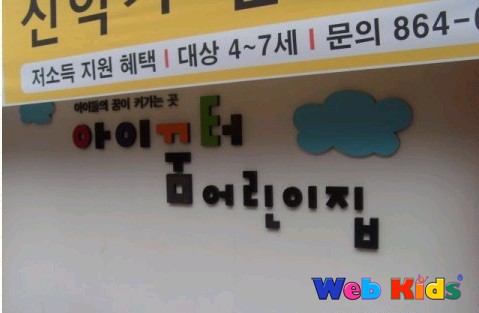 신학기
저소득 지원 혜택 | 대상 4~7세 | 문의 864-
아이들의 꿈이 커가는 곳
아이꿈터
어린이집
Web Kids